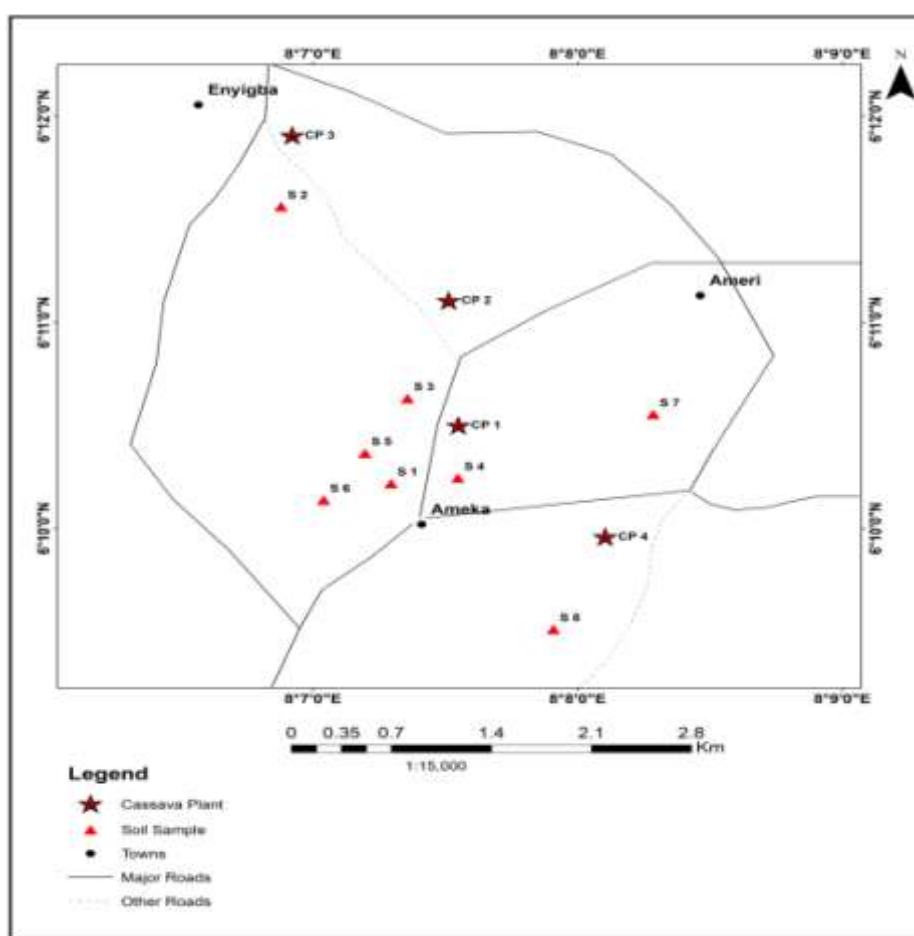 8°7'0"E 8°8'0"E 8°9'0"E
N
Enyigba
6°12'0"N 6°12'0"N
CP 3
S 2
Ameri
CP 2
6°11'0"N 6°11'0"N
S 3
S 7
CP 1
S 5
S 4
S 1
S 6
Ameka
6°10'0"N 6°10'0"N
CP 4
S 8
8°7'0"E 8°8'0"E 8°9'0"E
0 0.35 0.7 1.4 2.1 2.8
Km
1:15,000
Legend
Cassava Plant
Soil Sample
Towns
Major Roads
Other Roads